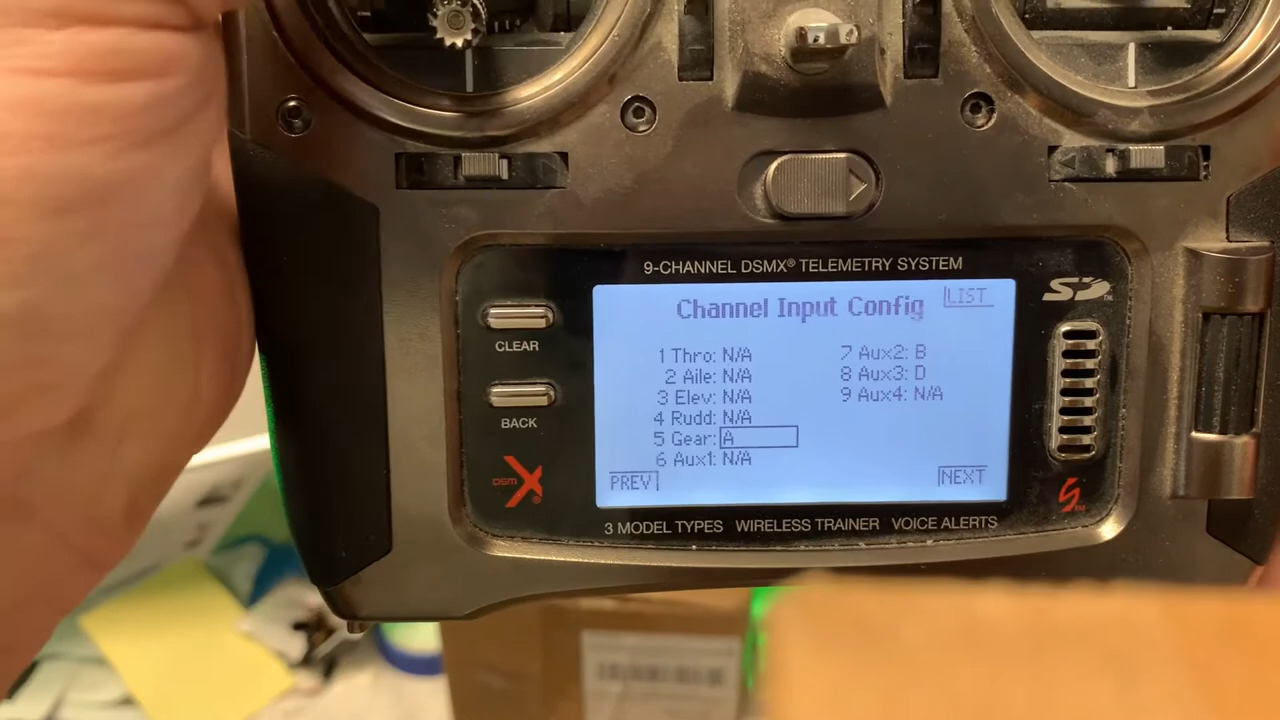 9-CHANNEL DSMX® TELEMETRY SYSTEM
Channel Input Config
LIST
1 Thro: N/A
2 Aile: N/A
3 Elev: N/A
4 Rudd: N/A
5 Gear: A
6 Aux1: N/A
7 Aux2: B
8 Aux3: D
9 Aux4: N/A
PREV
NEXT
CLEAR
BACK
DSM X®
SD™
3 MODEL TYPES WIRELESS TRAINER VOICE ALERTS